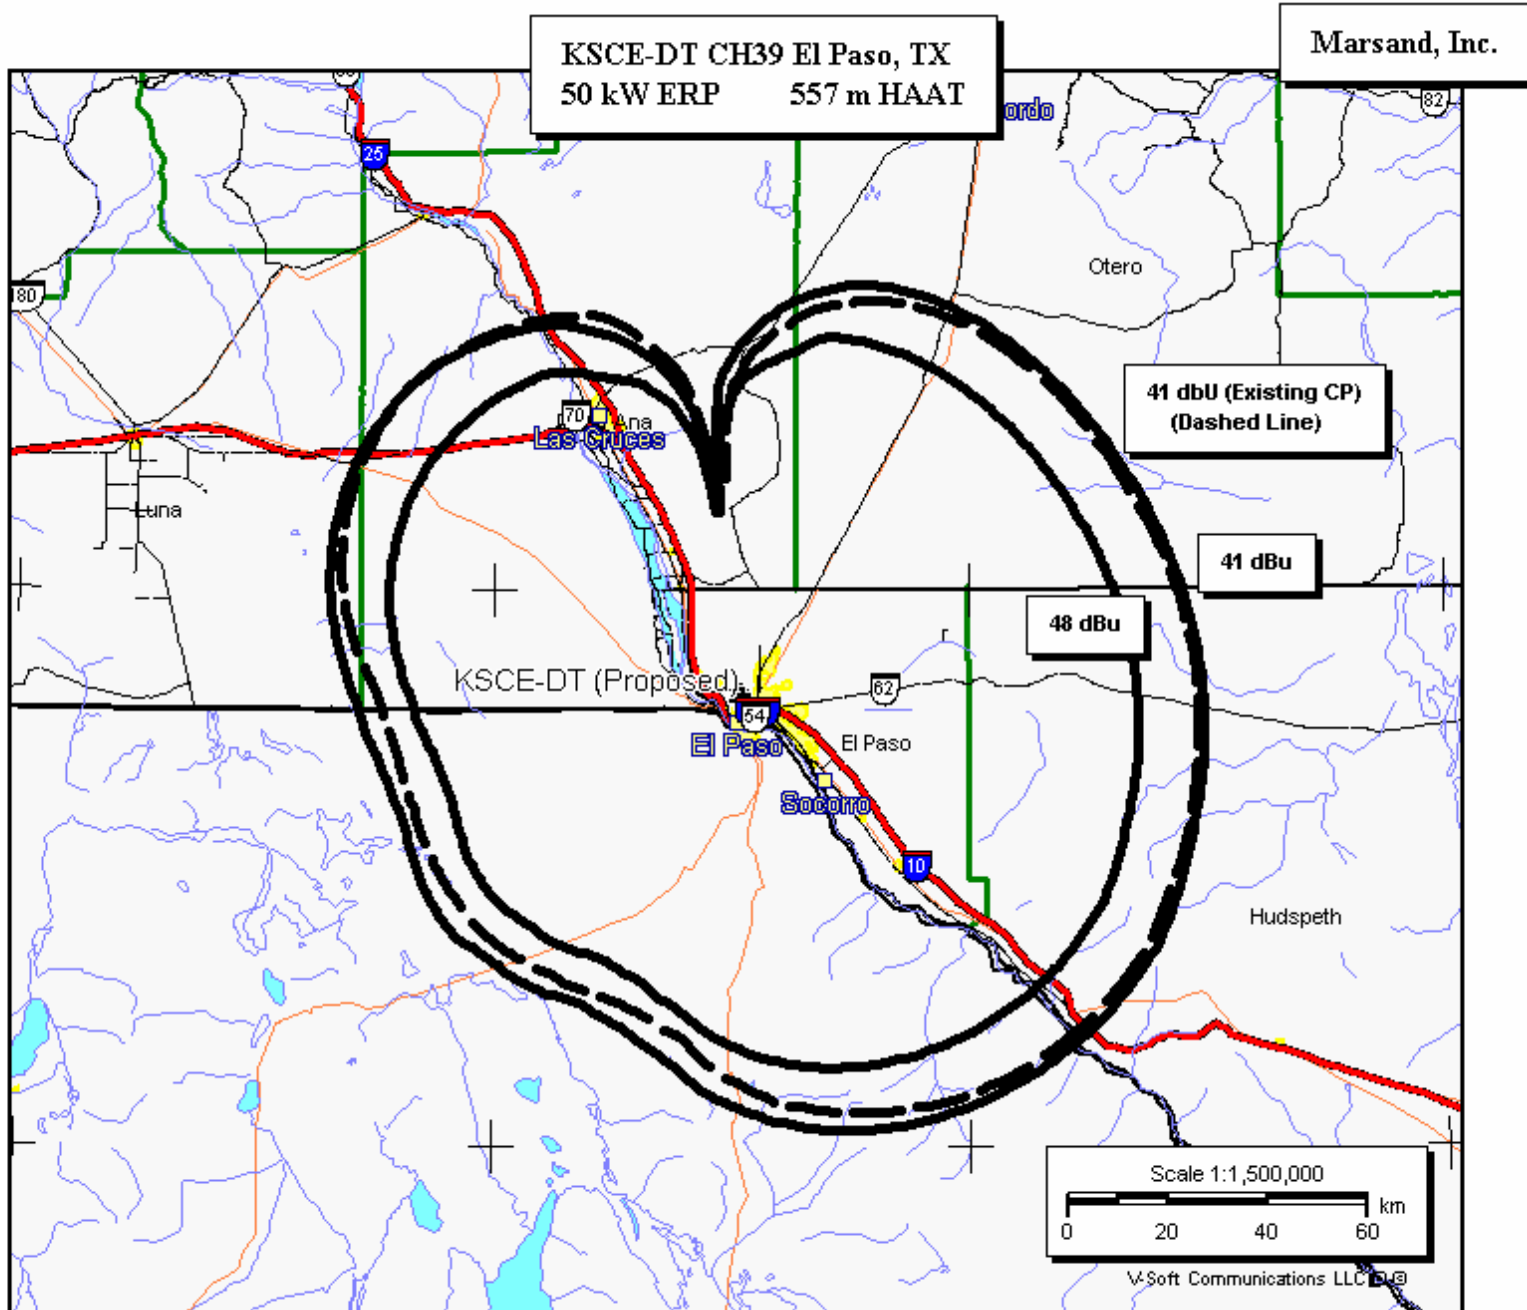 KSCE-DT CH39 El Paso, TX
50 kW ERP 557 m HAAT
Marsand, Inc.
82
ordo
25
Otero
180
41 dbU (Existing CP)
(Dashed Line)
70
Ana
Las Cruces
Luna
41 dBu
48 dBu
r
KSCE-DT (Proposed)
62
54
El Paso
El Paso
Socorro
10
Hudspeth
Scale 1:1,500,000
km
0 20 40 60
V-Soft Communications LLC ©